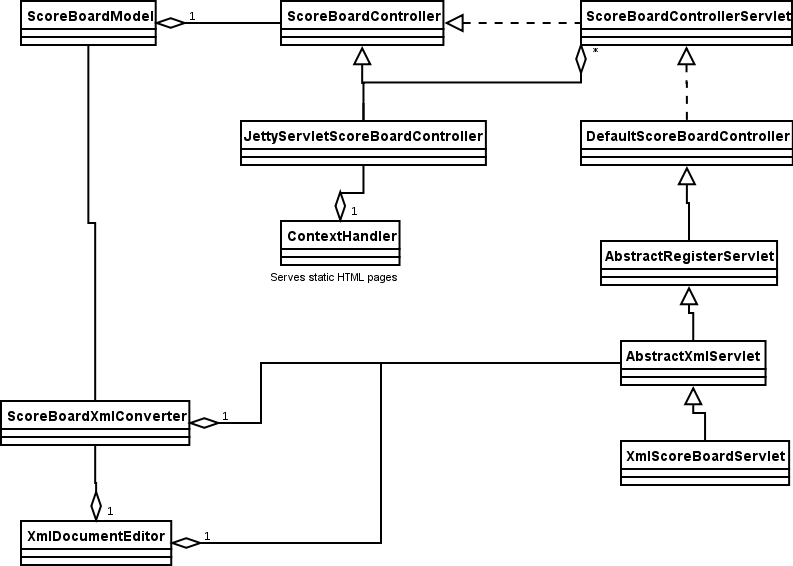 ScoreBoardModel
1
ScoreBoardController
ScoreBoardControllerServlet
*
JettyServletScoreBoardController
DefaultScoreBoardController
1
ContextHandler
Serves static HTML pages
AbstractRegisterServlet
AbstractXmlServlet
ScoreBoardXmlConverter
1
XmlScoreBoardServlet
1
XmlDocumentEditor
1